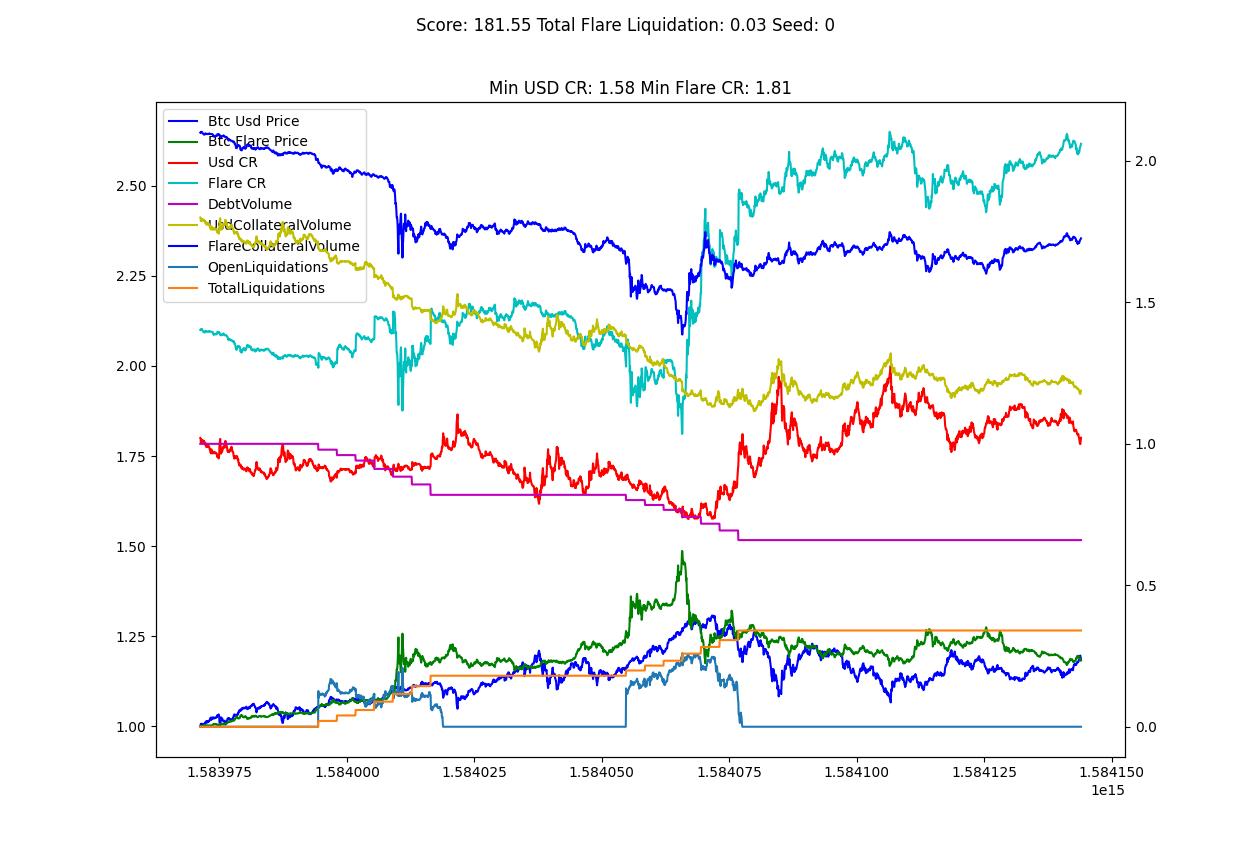 Score: 181.55 Total Flare Liquidation: 0.03 Seed: 0
Min USD CR: 1.58 Min Flare CR: 1.81
Btc Usd Price
Btc Flare Price
Usd CR
Flare CR
DebtVolume
UsdCollateralVolume
FlareCollateralVolume
OpenLiquidations
TotalLiquidations
2.50
2.25
2.00
1.75
1.50
1.25
1.00
2.0
1.5
1.0
0.5
0.0
1.583975 1.584000 1.584025 1.584050 1.584075 1.584100 1.584125 1.584150
1e15